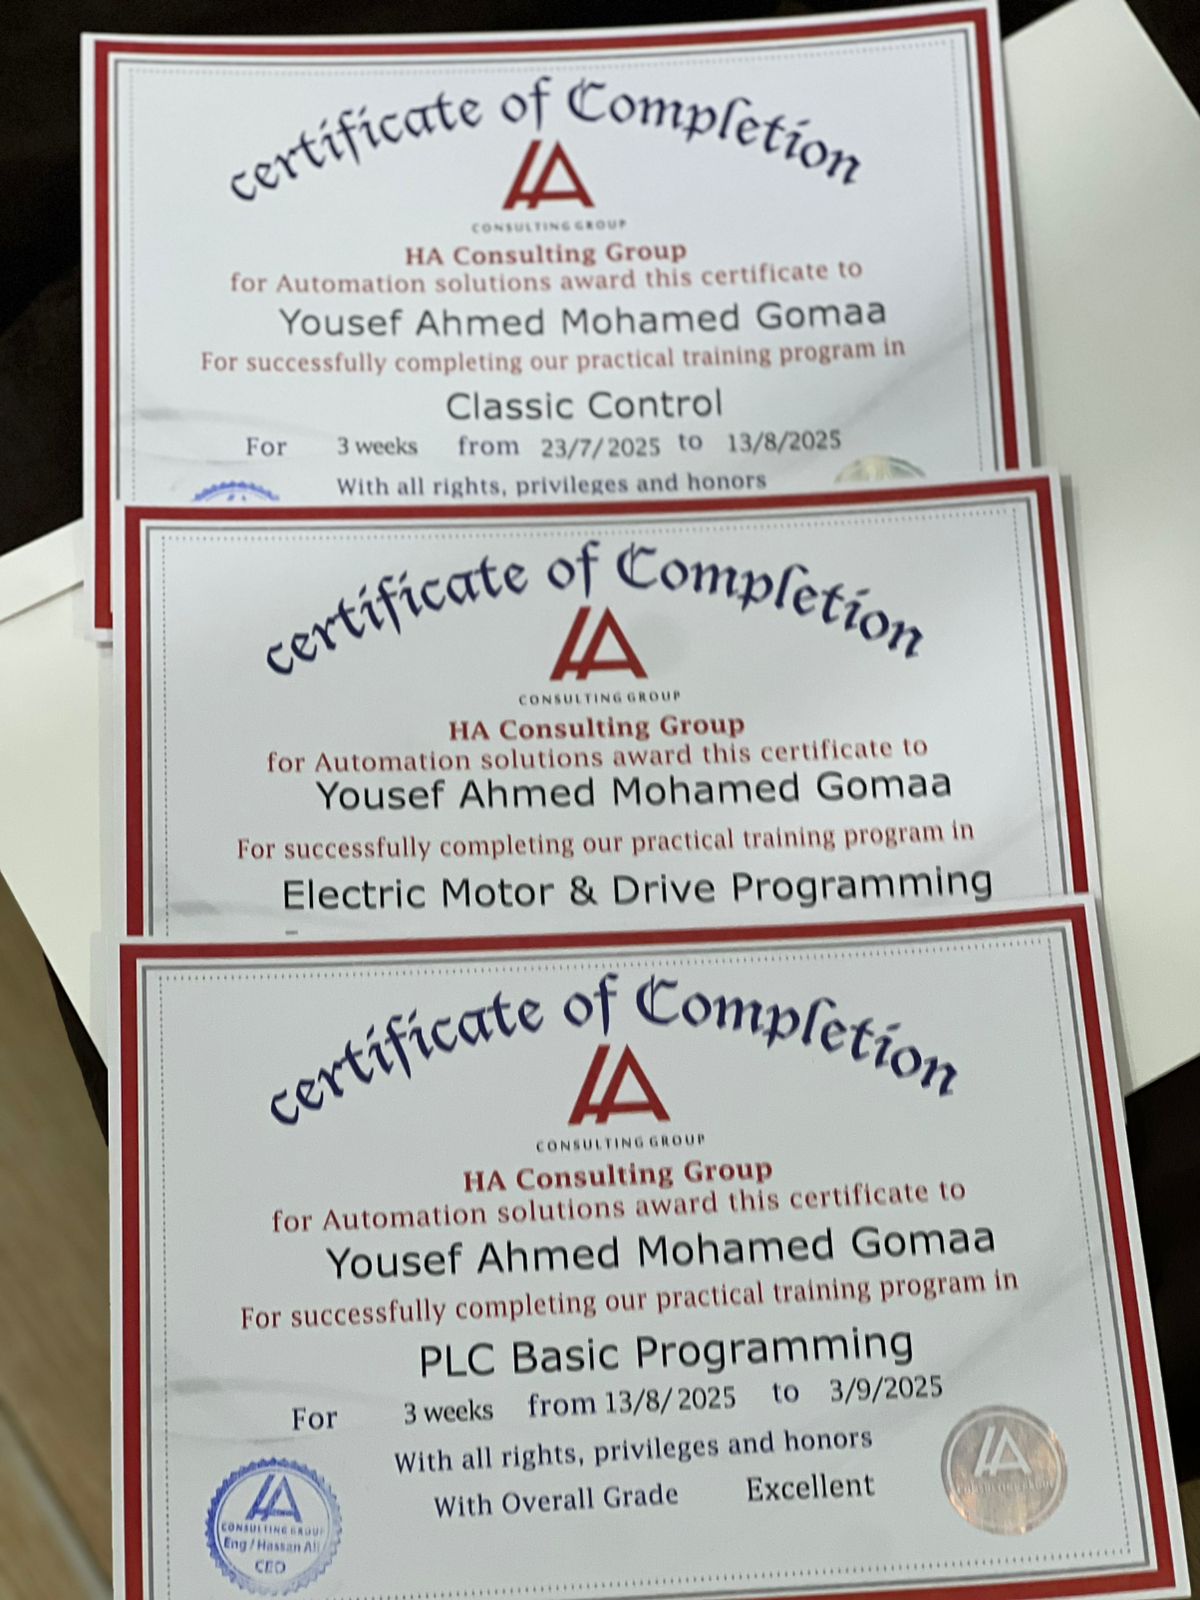 certificate of Completion
CONSULTING GROUP
HA Consulting Group
for Automation solutions award this certificate to
Yousef Ahmed Mohamed Gomaa
For successfully completing our practical training program in
Classic Control
For 3 weeks from 23/7/2025 to 13/8/2025
With all rights, privileges and honors
certificate of Completion
CONSULTING GROUP
HA Consulting Group
for Automation solutions award this certificate to
Yousef Ahmed Mohamed Gomaa
For successfully completing our practical training program in
Electric Motor & Drive Programming
certificate of Completion
CONSULTING GROUP
HA Consulting Group
for Automation solutions award this certificate to
Yousef Ahmed Mohamed Gomaa
For successfully completing our practical training program in
PLC Basic Programming
For 3 weeks from 13/8/ 2025 to 3/9/2025
With all rights, privileges and honors
With Overall Grade Excellent
CONSULTING GROUP
Eng / Hassan Ali
CEO
CONSULTING GROUP